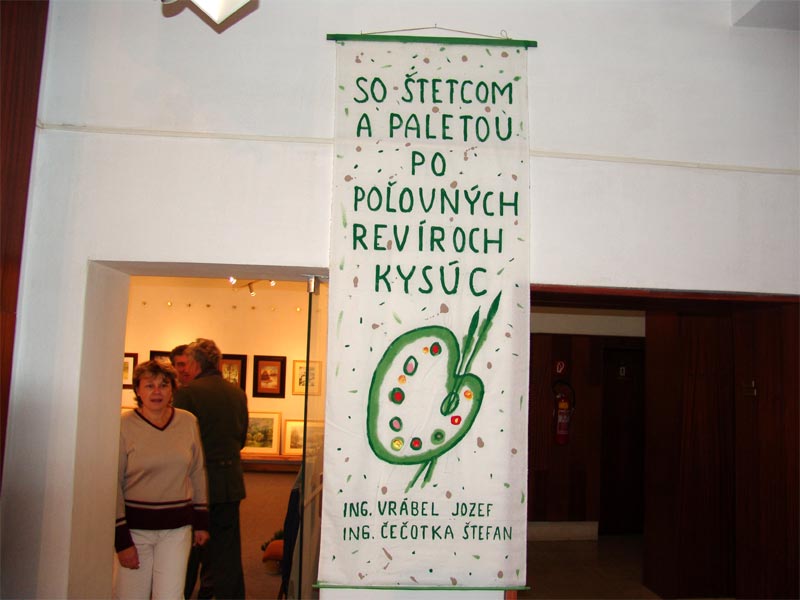 SO ŠTETCOM
A PALETOU
PO
POĽOVNÝCH
REVÍROCH
KYSÚC
ING. VRÁBEL JOZEF
ING. ČEČOTKA ŠTEFAN